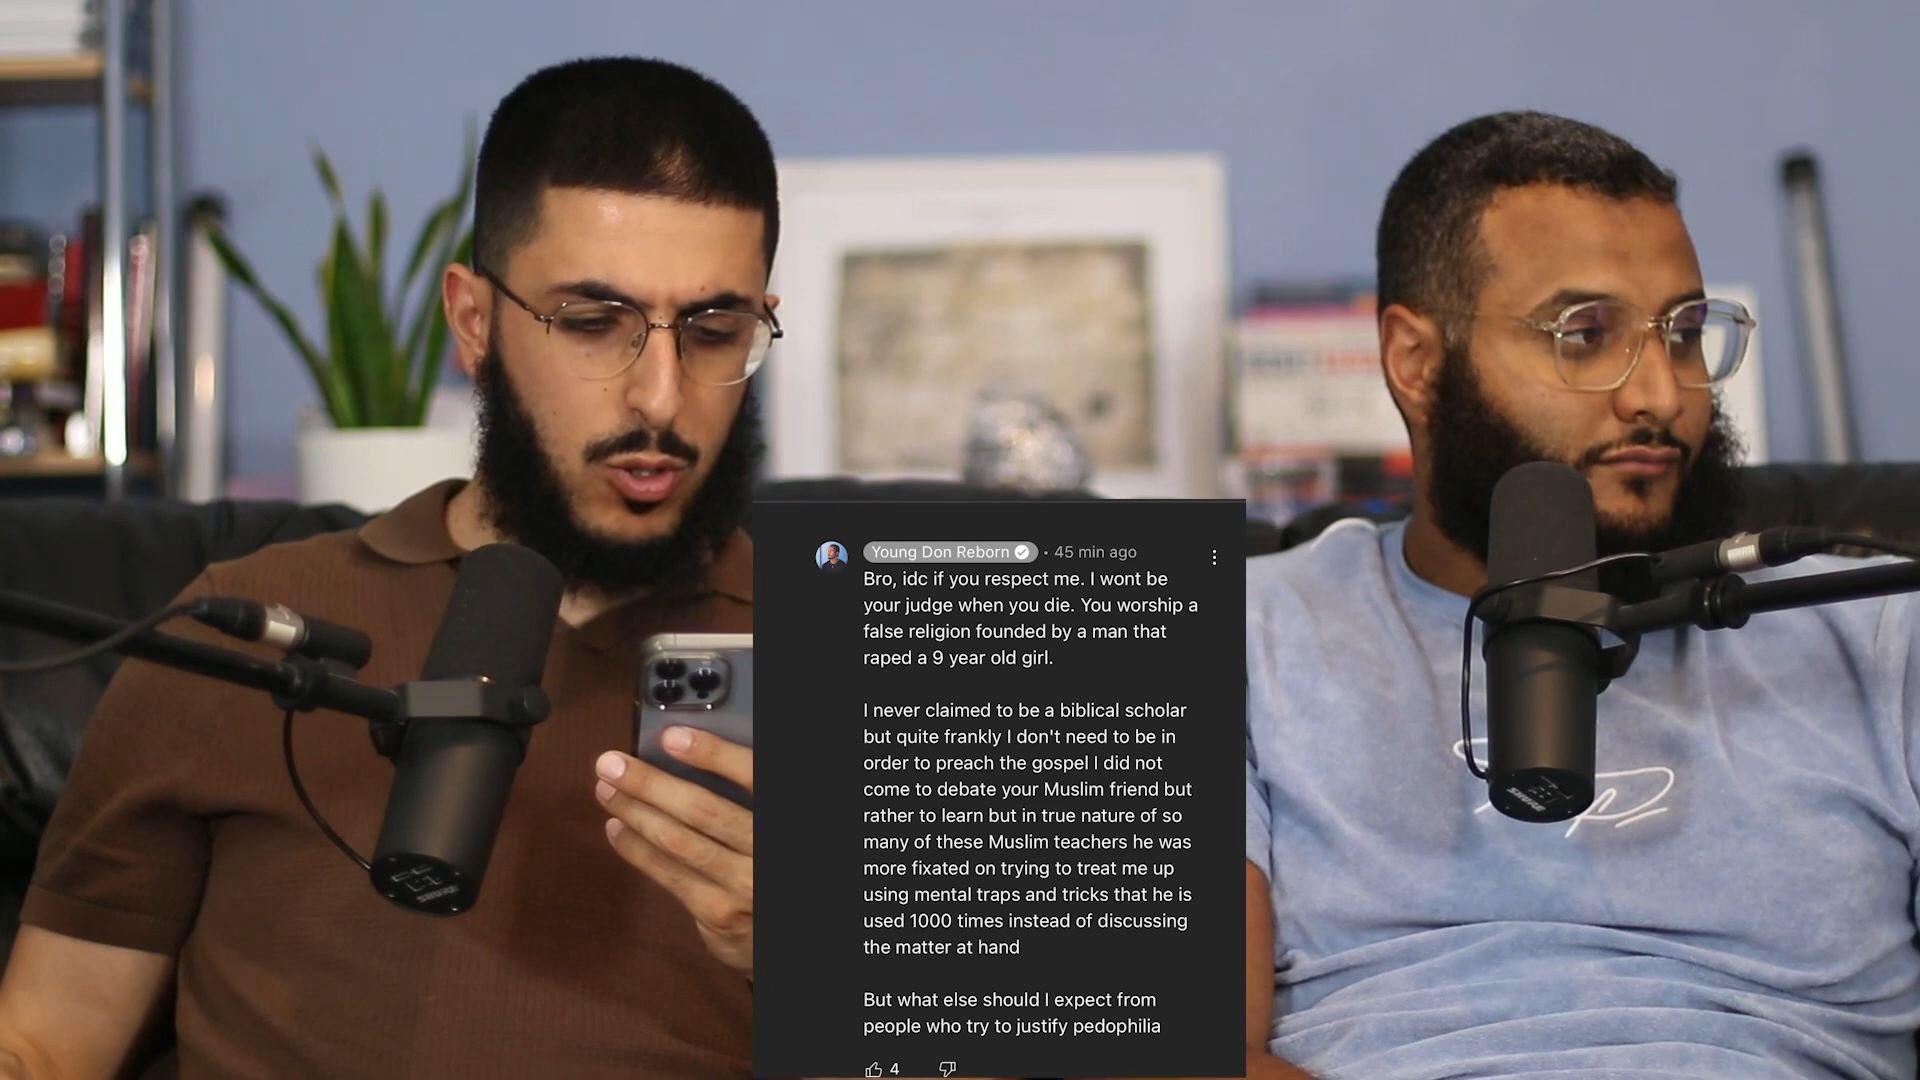 Young Don Reborn · 45 min ago
Bro, idc if you respect me. I wont be
your judge when you die. You worship a
false religion founded by a man that
raped a 9 year old girl.
I never claimed to be a biblical scholar
but quite frankly I don't need to be in
order to preach the gospel I did not
come to debate your Muslim friend but
rather to learn but in true nature of so
many of these Muslim teachers he was
more fixated on trying to treat me up
using mental traps and tricks that he is
used 1000 times instead of discussing
the matter at hand
But what else should I expect from
people who try to justify pedophilia
4
SHURE
SHURE